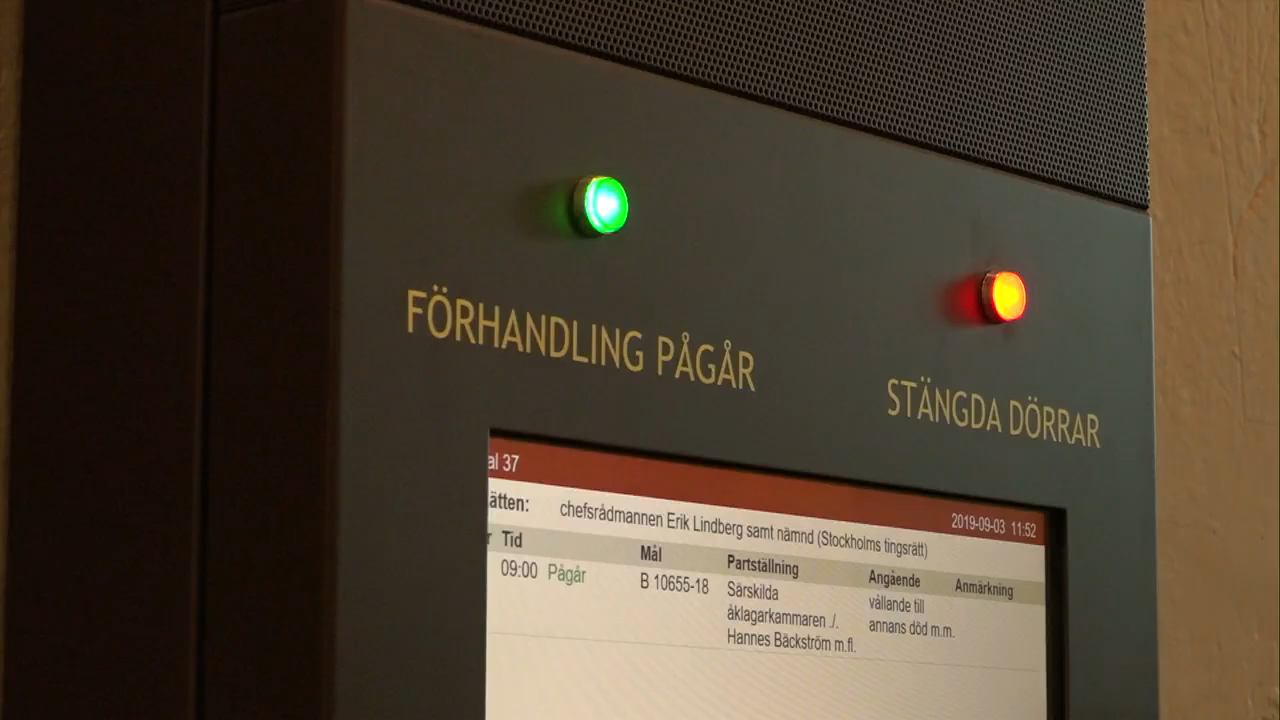 FÖRHANDLING PÅGÅR
STÄNGDA DÖRRAR
al 37
2019-09-03 11:52
ätten: chefsrådmannen Erik Lindberg samt nämnd (Stockholms tingsrätt)
r Tid Mål Partställning Angående Anmärkning
09:00 Pågår B 10655-18 Särskilda vållande till
åklagarkammaren ./. annans död m.m.
Hannes Bäckström m.fl.